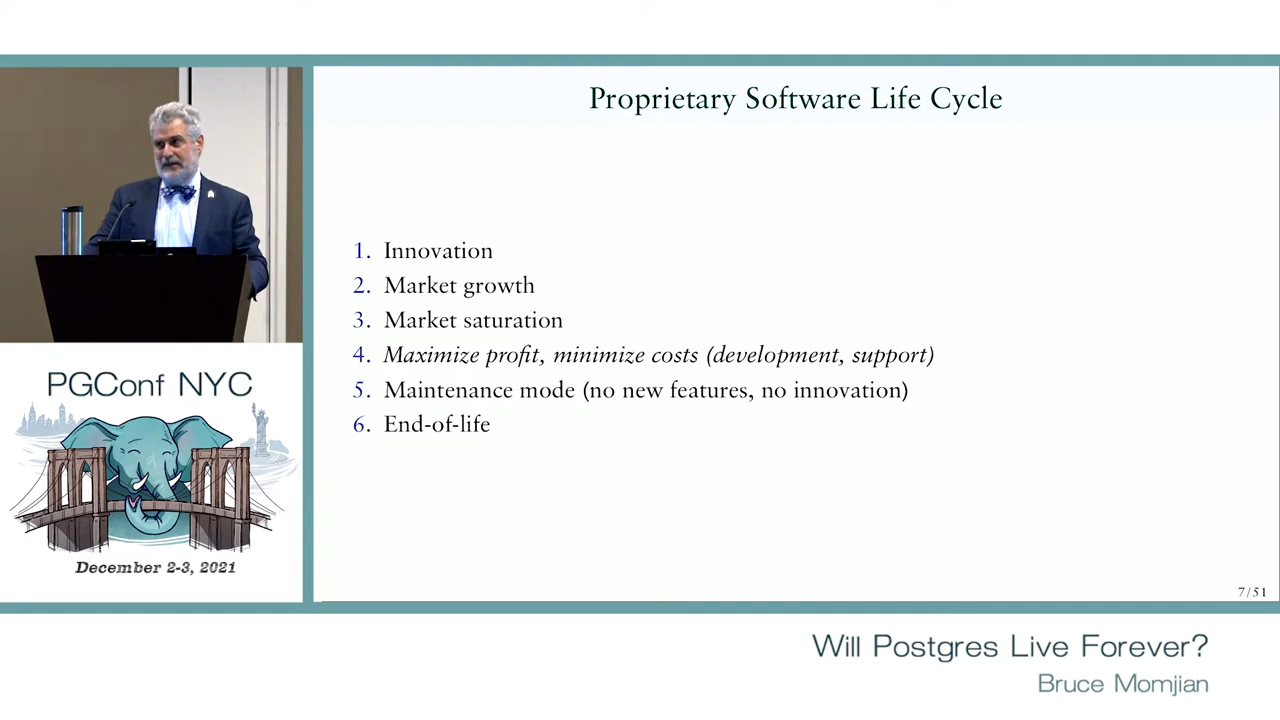 Proprietary Software Life Cycle
1. Innovation
2. Market growth
3. Market saturation
4. Maximize profit, minimize costs (development, support)
5. Maintenance mode (no new features, no innovation)
6. End-of-life
7/51
PGConf NYC
December 2-3, 2021
Will Postgres Live Forever?
Bruce Momjian